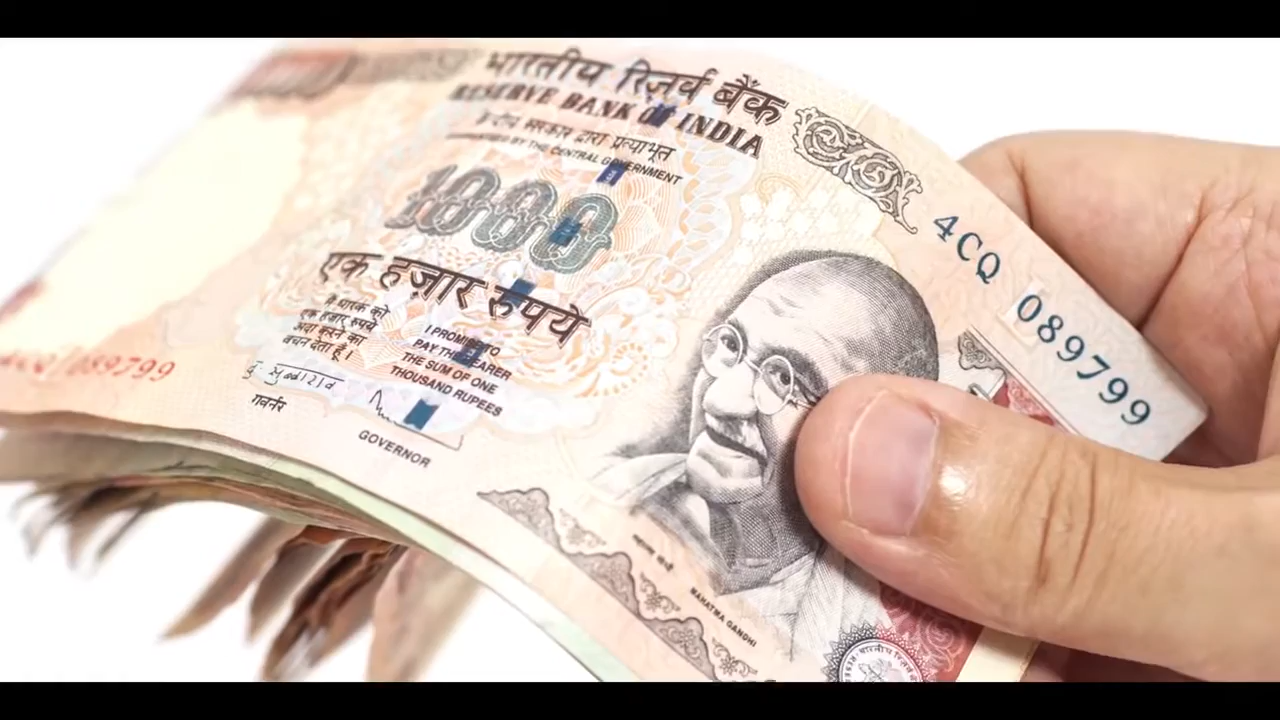 भारतीय रिज़र्व बैंक
RESERVE BANK OF INDIA
केन्द्रीय सरकार द्वारा प्रत्याभूत
GUARANTEED BY THE CENTRAL GOVERNMENT
1000
4CQ 089799
एक हज़ार रुपये
मैं धारक को
एक हज़ार रुपये
अदा करने का
वचन देता हूँ।
I PROMISE TO
PAY THE BEARER
THE SUM OF ONE
THOUSAND RUPEES
4CQ 089799
गवर्नर
GOVERNOR
महात्मा गांधी
MAHATMA GANDHI